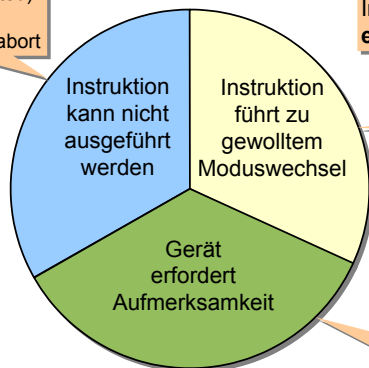 abort
Instruktion
kann nicht
ausgeführt
werden
Instruktion
führt zu
gewolltem
Moduswechsel
Gerät
erfordert
Aufmerksamkeit